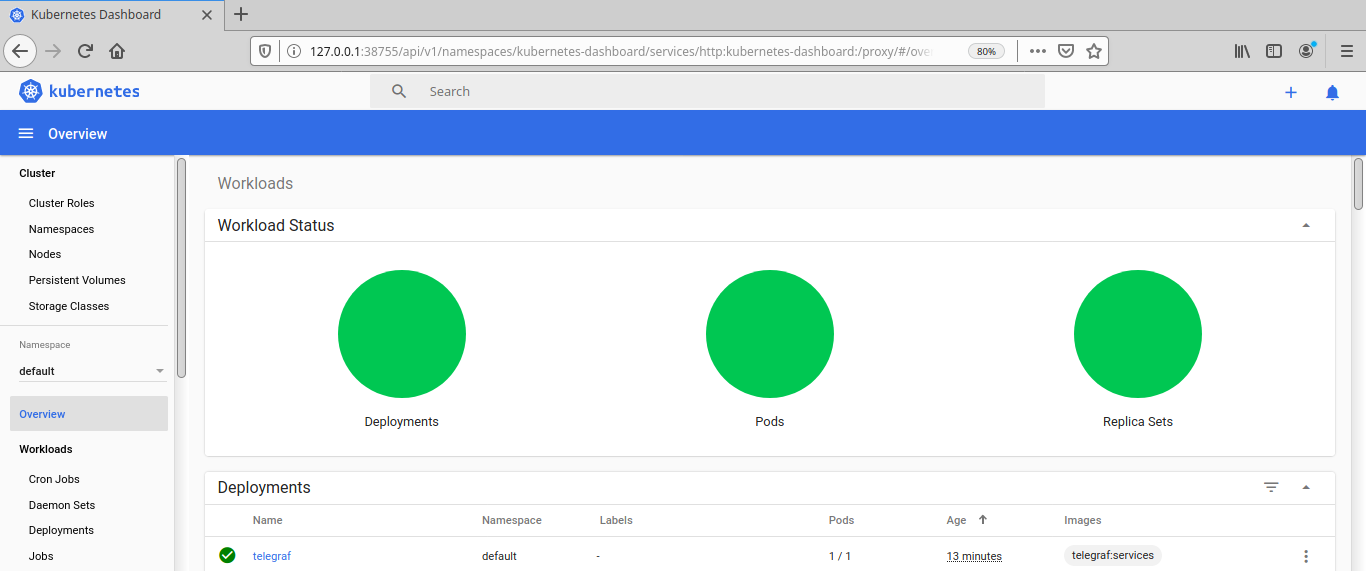 Kubernetes Dashboard
127.0.0.1:38755/api/v1/namespaces/kubernetes-dashboard/services/http:kubernetes-dashboard:/proxy/#/ove
80%
kubernetes
Search
Overview
Cluster
Cluster Roles
Namespaces
Nodes
Persistent Volumes
Storage Classes
Namespace
default
Overview
Workloads
Cron Jobs
Daemon Sets
Deployments
Jobs
Workloads
Workload Status
Deployments Pods Replica Sets
Deployments
Name Namespace Labels Pods Age Images
telegraf default - 1 / 1 13 minutes telegraf:services